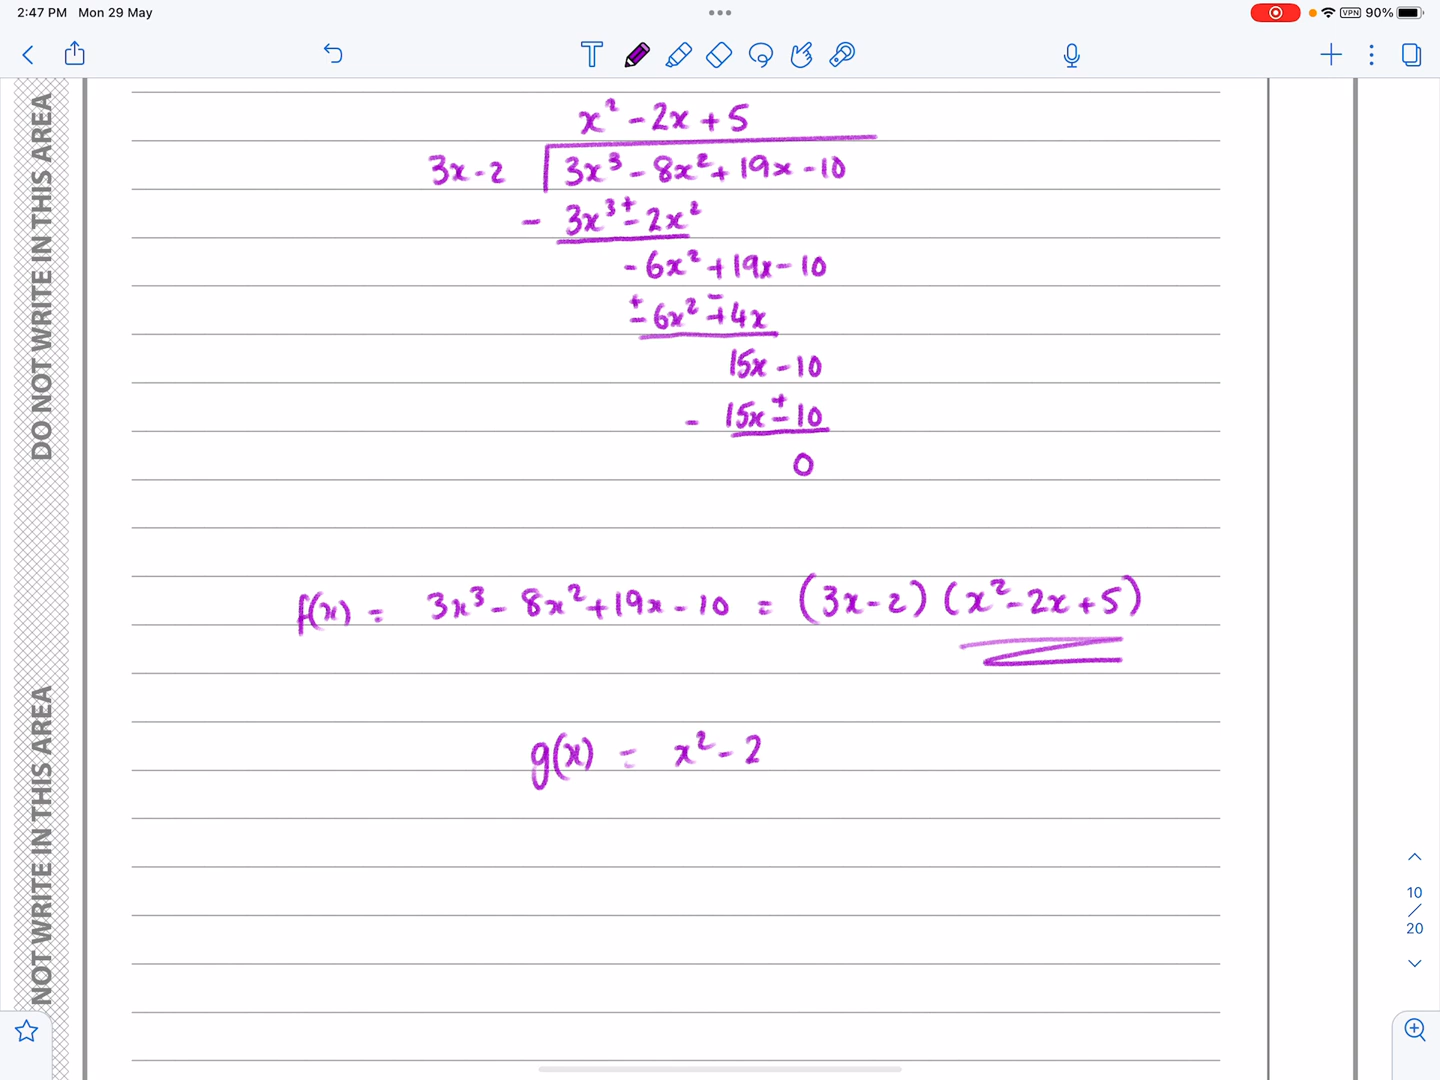 2:47 PM Mon 29 May
VPN 90%
T
x² - 2x + 5
3x - 2 3x³ - 8x² + 19x - 10
- 3x³ ± 2x²
- 6x² + 19x - 10
± 6x² ∓ 4x
15x - 10
- 15x ± 10
0
f(x) = 3x³ - 8x² + 19x - 10 = (3x - 2) (x² - 2x + 5)
g(x) = x² - 2
DO NOT WRITE IN THIS AREA
NOT WRITE IN THIS AREA
10
/
20